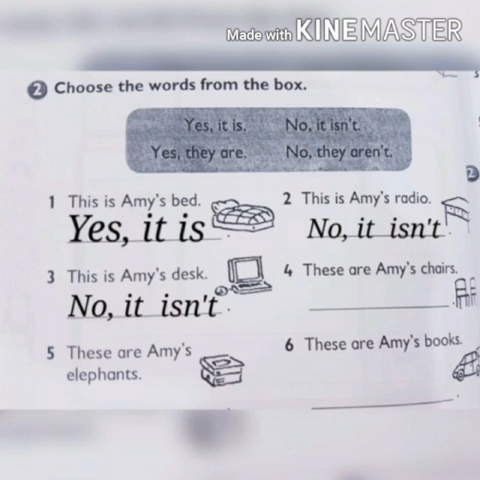 Made with KINEMASTER
2 Choose the words from the box.
Yes, it is. No, it isn't.
Yes, they are. No, they aren't.
2
1 This is Amy's bed. 2 This is Amy's radio.
Yes, it is No, it isn't.
3 This is Amy's desk. 4 These are Amy's chairs.
No, it isn't.
5 These are Amy's 6 These are Amy's books.
elephants.